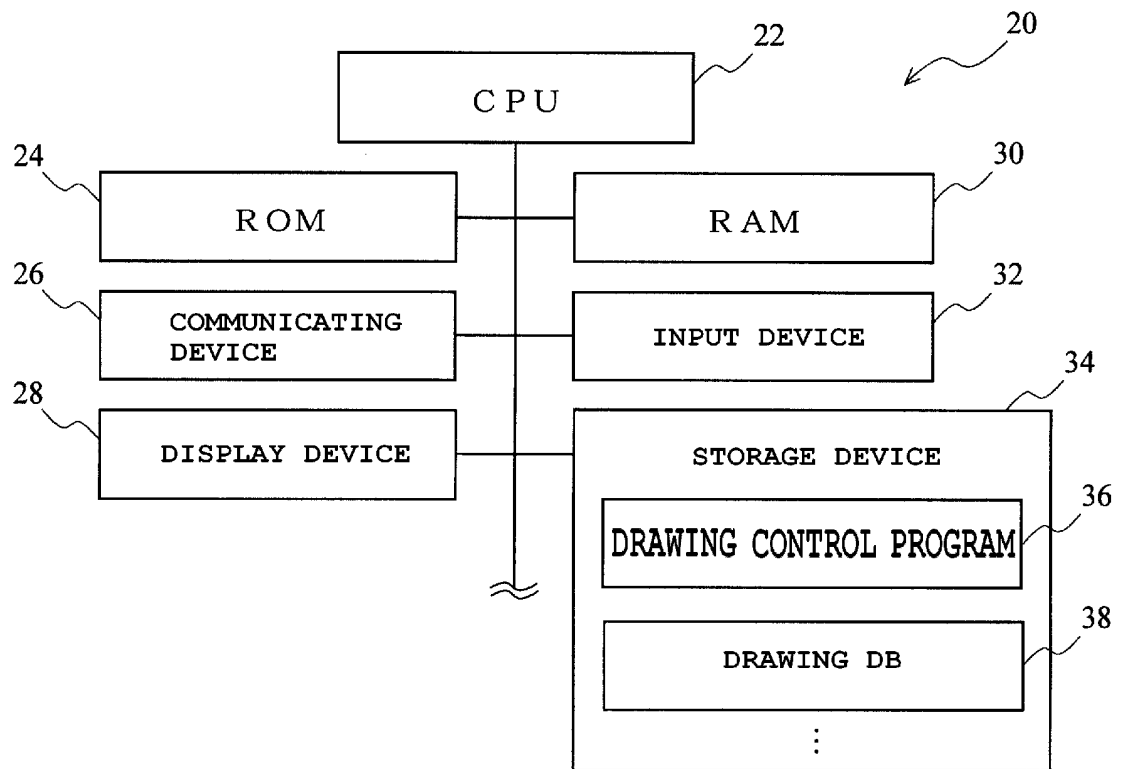 20
22
CPU
24
30
ROM
RAM
26
32
COMMUNICATING
DEVICE
INPUT DEVICE
28
34
DISPLAY DEVICE
STORAGE DEVICE
36
DRAWING CONTROL PROGRAM
38
DRAWING DB
⋮